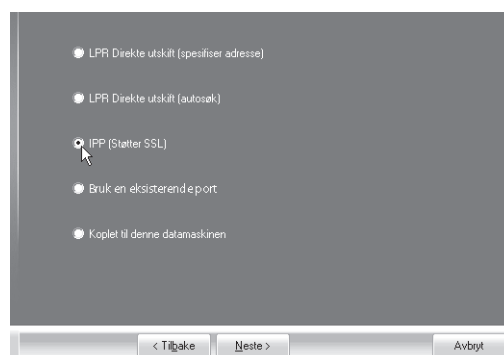 LPR Direkte utskift (spesifiser adresse)
LPR Direkte utskift (autosøk)
IPP (Støtter SSL)
Bruk en eksisterende port
Koplet til denne datamaskinen
< Tilbake Neste > Avbryt